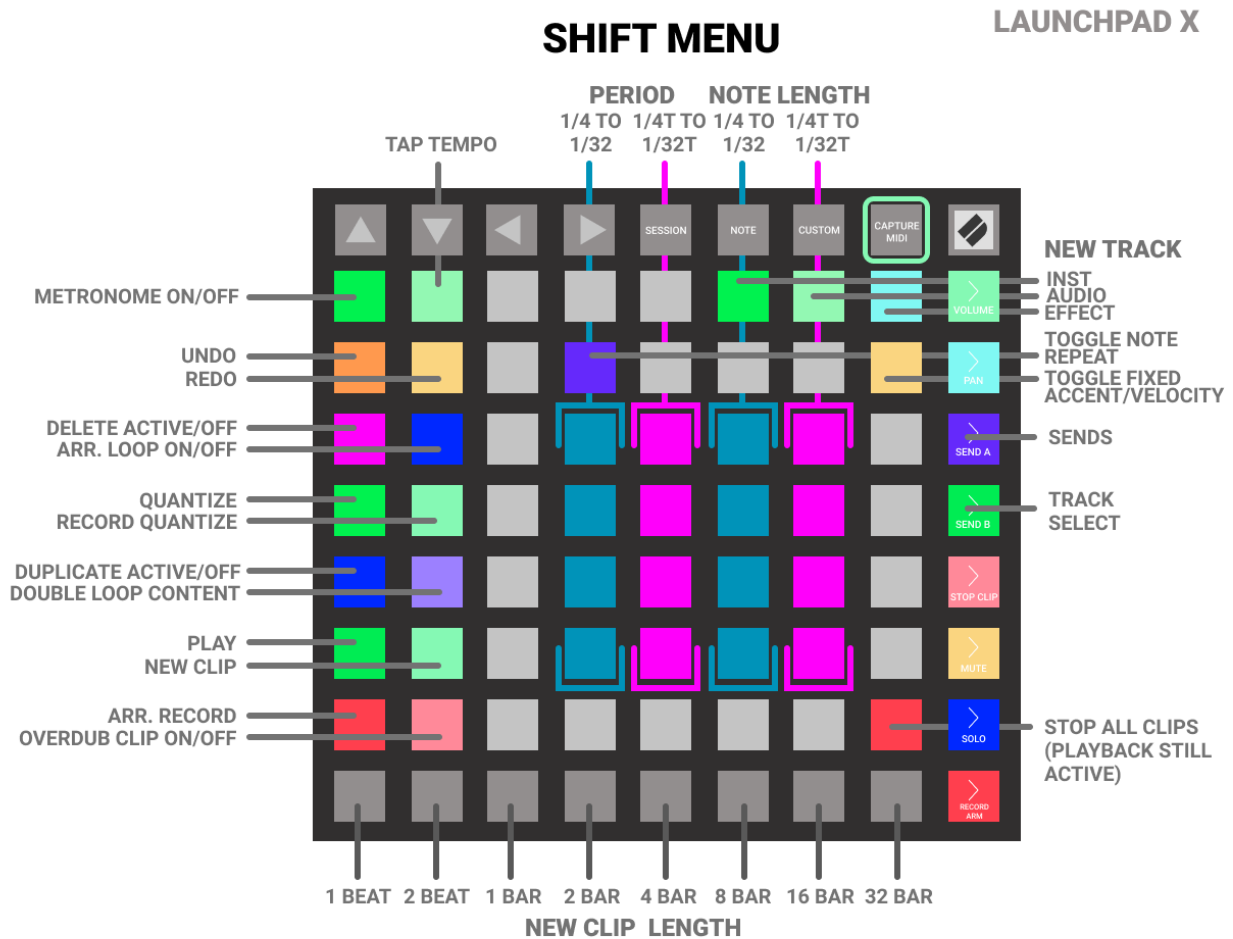 LAUNCHPAD X
SHIFT MENU
PERIOD NOTE LENGTH
1/4 TO 1/4T TO 1/4 TO 1/4T TO
1/32 1/32T 1/32 1/32T
TAP TEMPO
SESSION NOTE CUSTOM CAPTURE
MIDI
NEW TRACK
INST
METRONOME ON/OFF AUDIO
VOLUME EFFECT
TOGGLE NOTE
UNDO REPEAT
REDO PAN TOGGLE FIXED
ACCENT/VELOCITY
DELETE ACTIVE/OFF SENDS
ARR. LOOP ON/OFF SEND A
QUANTIZE TRACK
RECORD QUANTIZE SEND B SELECT
DUPLICATE ACTIVE/OFF
DOUBLE LOOP CONTENT STOP CLIP
PLAY
NEW CLIP MUTE
ARR. RECORD STOP ALL CLIPS
OVERDUB CLIP ON/OFF SOLO (PLAYBACK STILL
ACTIVE)
RECORD
ARM
1 BEAT 2 BEAT 1 BAR 2 BAR 4 BAR 8 BAR 16 BAR 32 BAR
NEW CLIP LENGTH